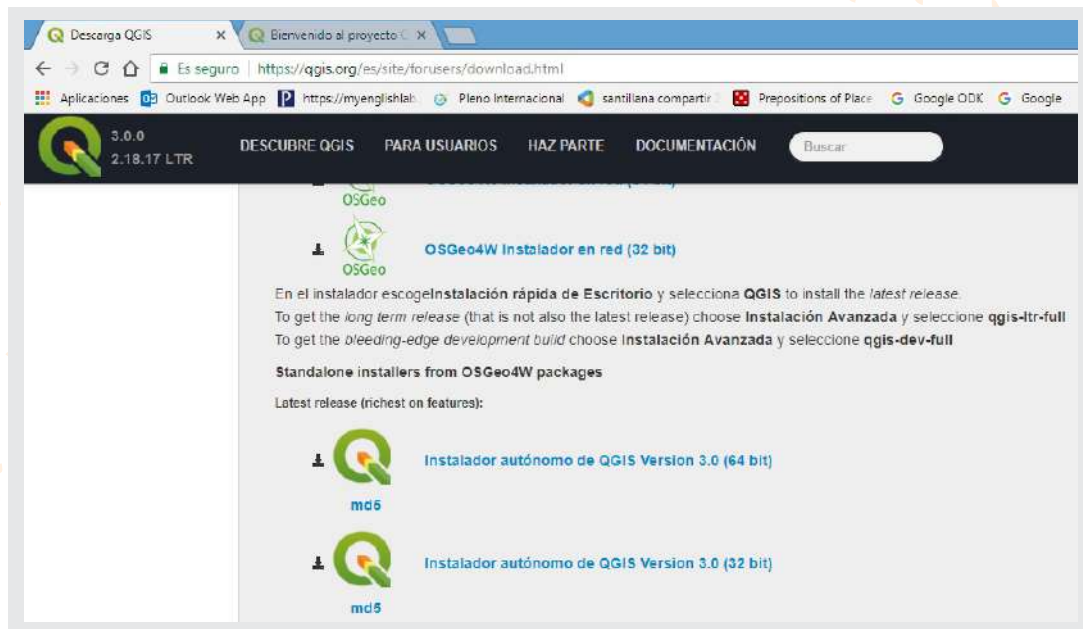 Descarga QGIS
Bienvenido al proyecto
Es seguro https://qgis.org/es/site/forusers/download.html
Aplicaciones Outlook Web App https://myenglishlab Pleno Internacional santillana compartir Prepositions of Place Google ODK Google
3.0.0
2.18.17 LTR
DESCUBRE QGIS PARA USUARIOS HAZ PARTE DOCUMENTACIÓN Buscar
OSGeo
OSGeo4W Instalador en red (32 bit)
OSGeo
En el instalador escogeInstalación rápida de Escritorio y selecciona QGIS to install the latest release.
To get the long term release (that is not also the latest release) choose Instalación Avanzada y seleccione qgis-ltr-full
To get the bleeding-edge development build choose Instalación Avanzada y seleccione qgis-dev-full
Standalone installers from OSGeo4W packages
Latest release (richest on features):
Instalador autónomo de QGIS Version 3.0 (64 bit)
md5
Instalador autónomo de QGIS Version 3.0 (32 bit)
md5